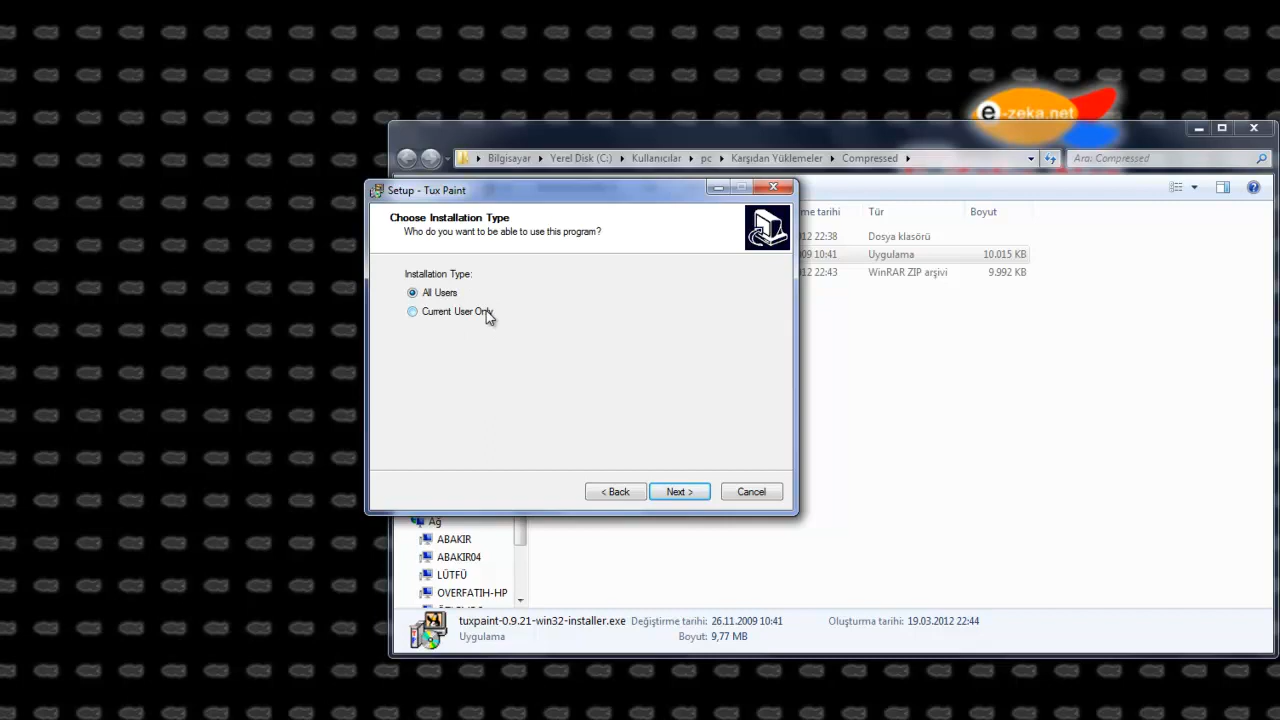 e-zeka.net
Bilgisayar
Yerel Disk (C:)
Kullanıcılar
pc
Karşıdan Yüklemeler
Compressed
Ara: Compressed
Setup - Tux Paint
Choose Installation Type
Who do you want to be able to use this program?
me tarihi Tür Boyut
012 22:38 Dosya klasörü
009 10:41 Uygulama 10.015 KB
012 22:43 WinRAR ZIP arşivi 9.992 KB
Installation Type:
All Users
Current User Only
< Back Next > Cancel
Ağ
ABAKIR
ABAKIR04
LÜTFÜ
OVERFATIH-HP
tuxpaint-0.9.21-win32-installer.exe Değiştirme tarihi: 26.11.2009 10:41 Oluşturma tarihi: 19.03.2012 22:44
Uygulama Boyut: 9,77 MB